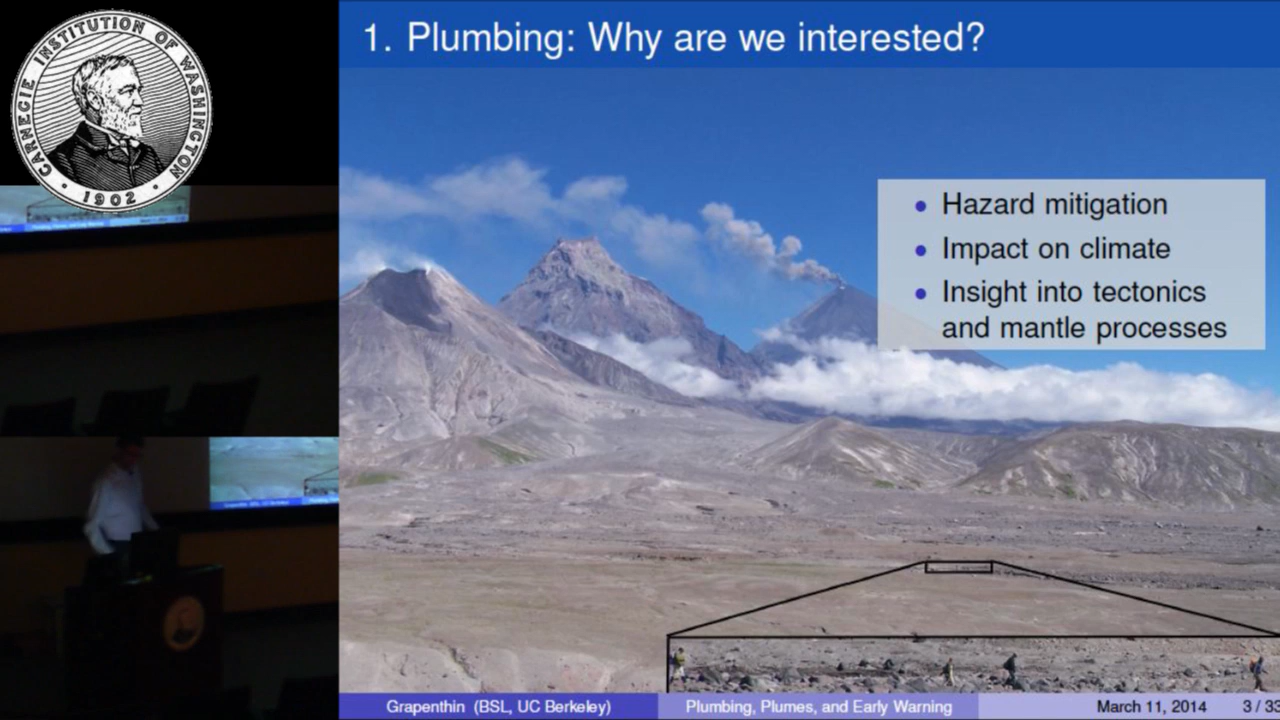 CARNEGIE INSTITUTION OF WASHINGTON
1902
1. Plumbing: Why are we interested?
• Hazard mitigation
• Impact on climate
• Insight into tectonics
and mantle processes
Grapenthin (BSL, UC Berkeley)
Plumbing, Plumes, and Early Warning
March 11, 2014
3 / 33